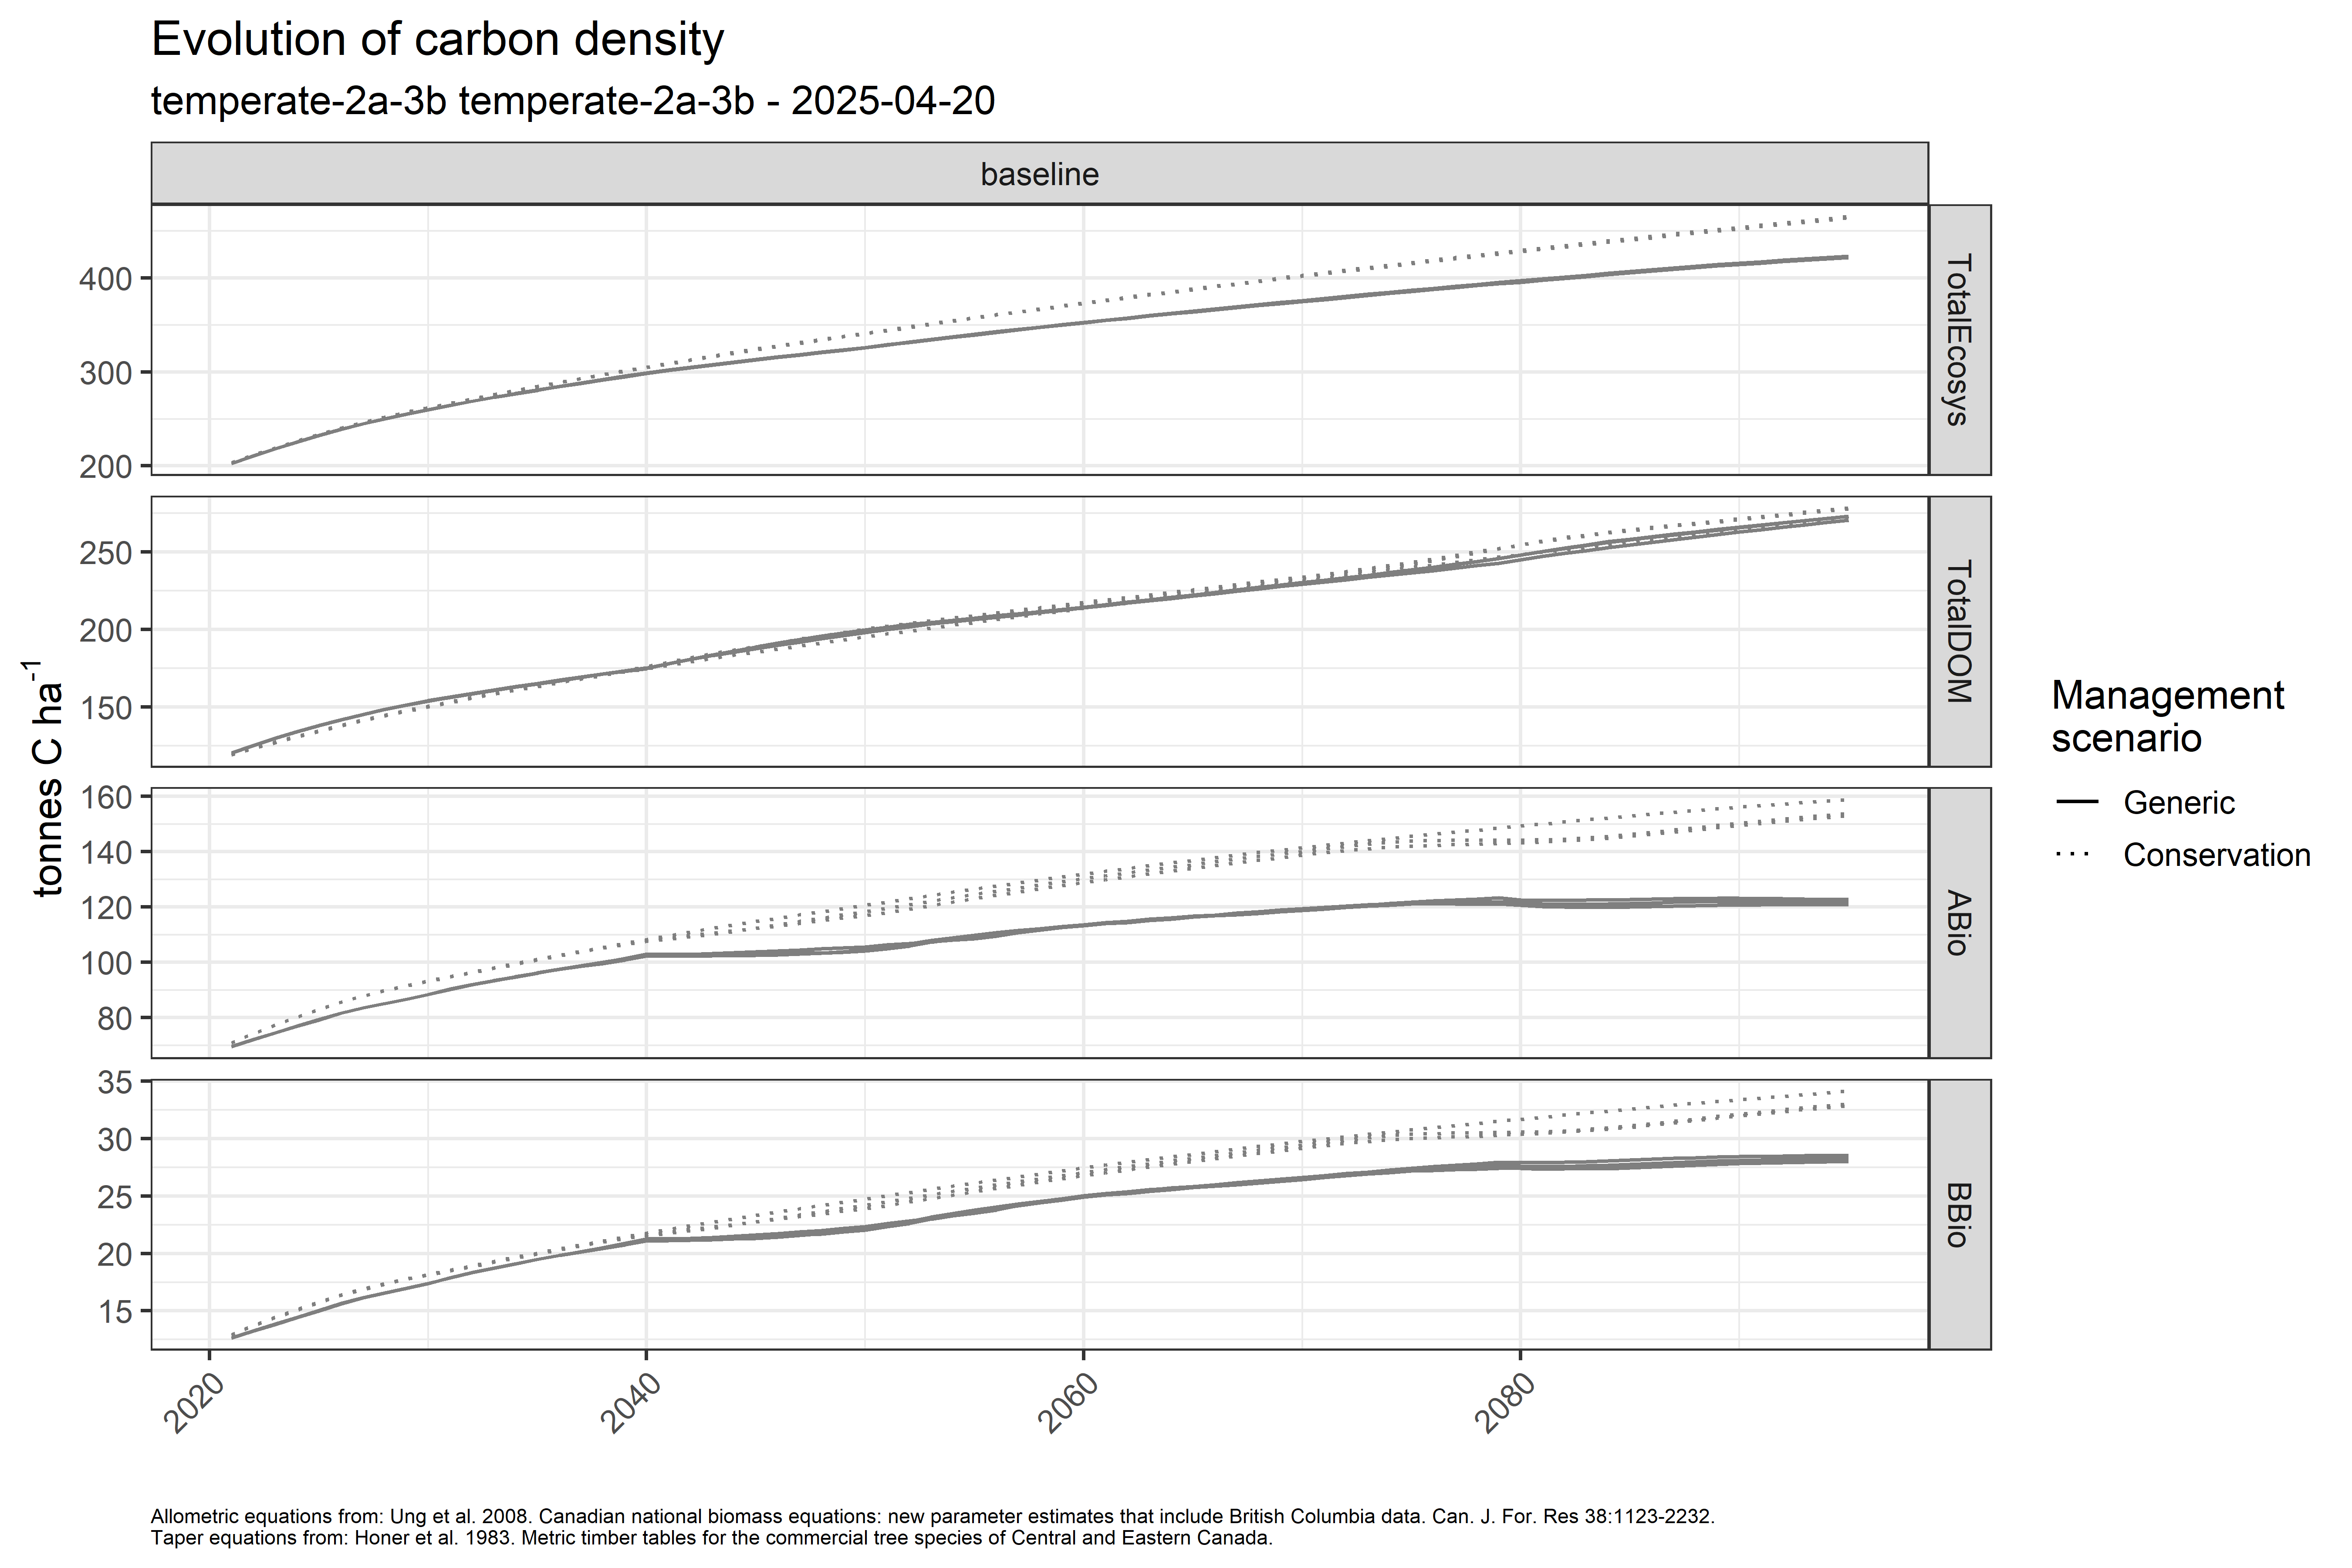 Evolution of carbon density
temperate-2a-3b temperate-2a-3b - 2025-04-20
baseline
400
300
200
TotalEcosys
250
200
150
TotalDOM
160
140
120
100
80
ABio
35
30
25
20
15
BBio
2020
2040
2060
2080
tonnes C ha⁻¹
Management
scenario
Generic
Conservation
Allometric equations from: Ung et al. 2008. Canadian national biomass equations: new parameter estimates that include British Columbia data. Can. J. For. Res 38:1123-2232.
Taper equations from: Honer et al. 1983. Metric timber tables for the commercial tree species of Central and Eastern Canada.